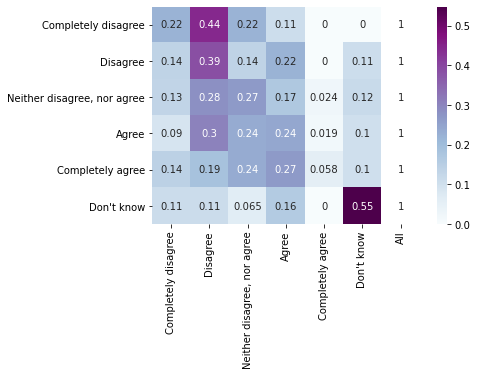 Completely disagree 0.22 0.44 0.22 0.11 0 0 1
Disagree 0.14 0.39 0.14 0.22 0 0.11 1
Neither disagree, nor agree 0.13 0.28 0.27 0.17 0.024 0.12 1
Agree 0.09 0.3 0.24 0.24 0.019 0.1 1
Completely agree 0.14 0.19 0.24 0.27 0.058 0.1 1
Don't know 0.11 0.11 0.065 0.16 0 0.55 1
Completely disagree
Disagree
Neither disagree, nor agree
Agree
Completely agree
Don't know
All
0.5
0.4
0.3
0.2
0.1
0.0